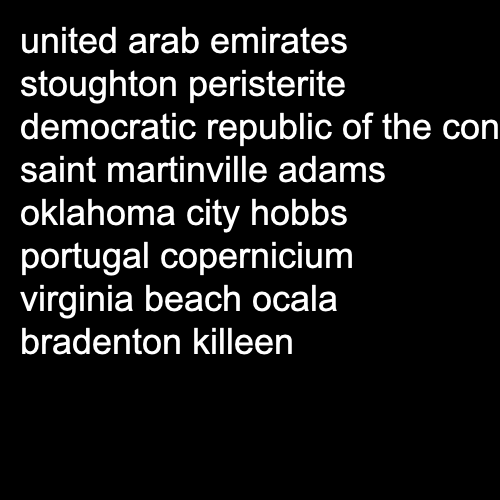 united arab emirates
stoughton peristerite
democratic republic of the con
saint martinville adams
oklahoma city hobbs
portugal copernicium
virginia beach ocala
bradenton killeen